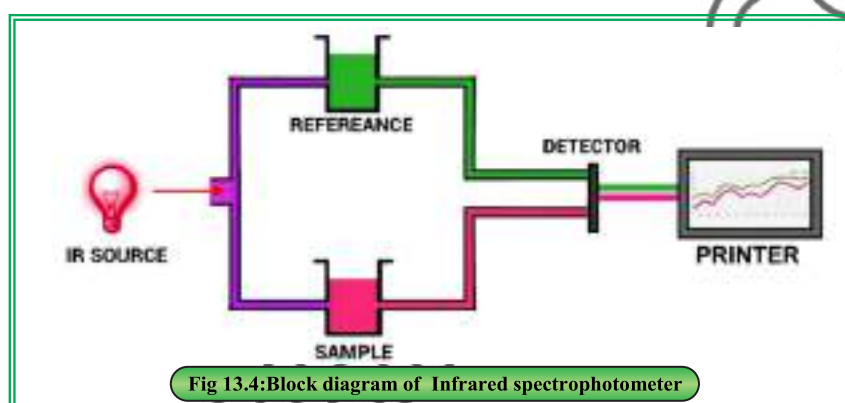 REFEREANCE
DETECTOR
IR SOURCE
PRINTER
SAMPLE
Fig 13.4:Block diagram of Infrared spectrophotometer